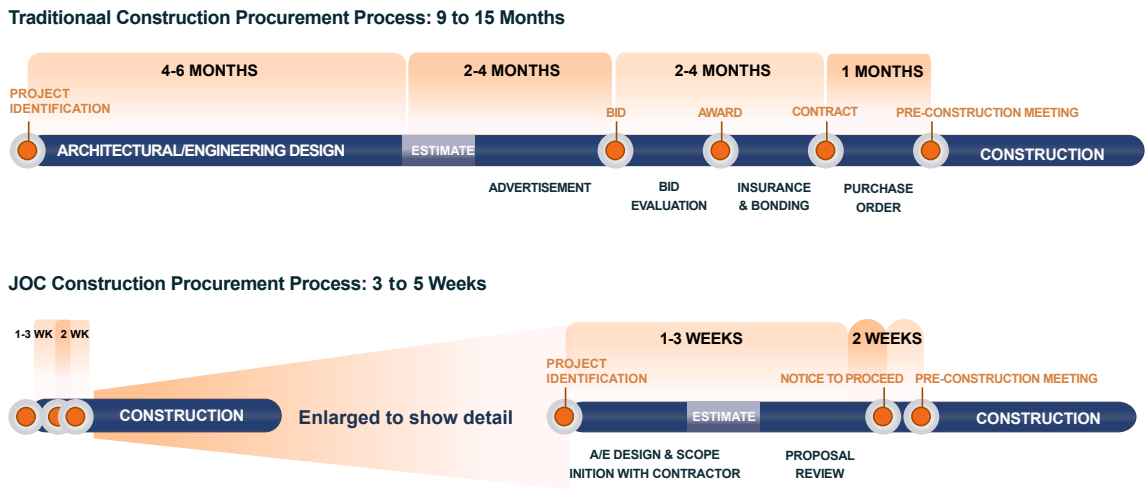 Traditionaal Construction Procurement Process: 9 to 15 Months
4-6 MONTHS
2-4 MONTHS
2-4 MONTHS
1 MONTHS
PROJECT
IDENTIFICATION
BID
AWARD
CONTRACT
PRE-CONSTRUCTION MEETING
ARCHITECTURAL/ENGINEERING DESIGN
ESTIMATE
CONSTRUCTION
ADVERTISEMENT
BID
EVALUATION
INSURANCE
& BONDING
PURCHASE
ORDER
JOC Construction Procurement Process: 3 to 5 Weeks
1-3 WK
2 WK
CONSTRUCTION
Enlarged to show detail
1-3 WEEKS
2 WEEKS
PROJECT
IDENTIFICATION
NOTICE TO PROCEED
PRE-CONSTRUCTION MEETING
ESTIMATE
CONSTRUCTION
A/E DESIGN & SCOPE
INITION WITH CONTRACTOR
PROPOSAL
REVIEW